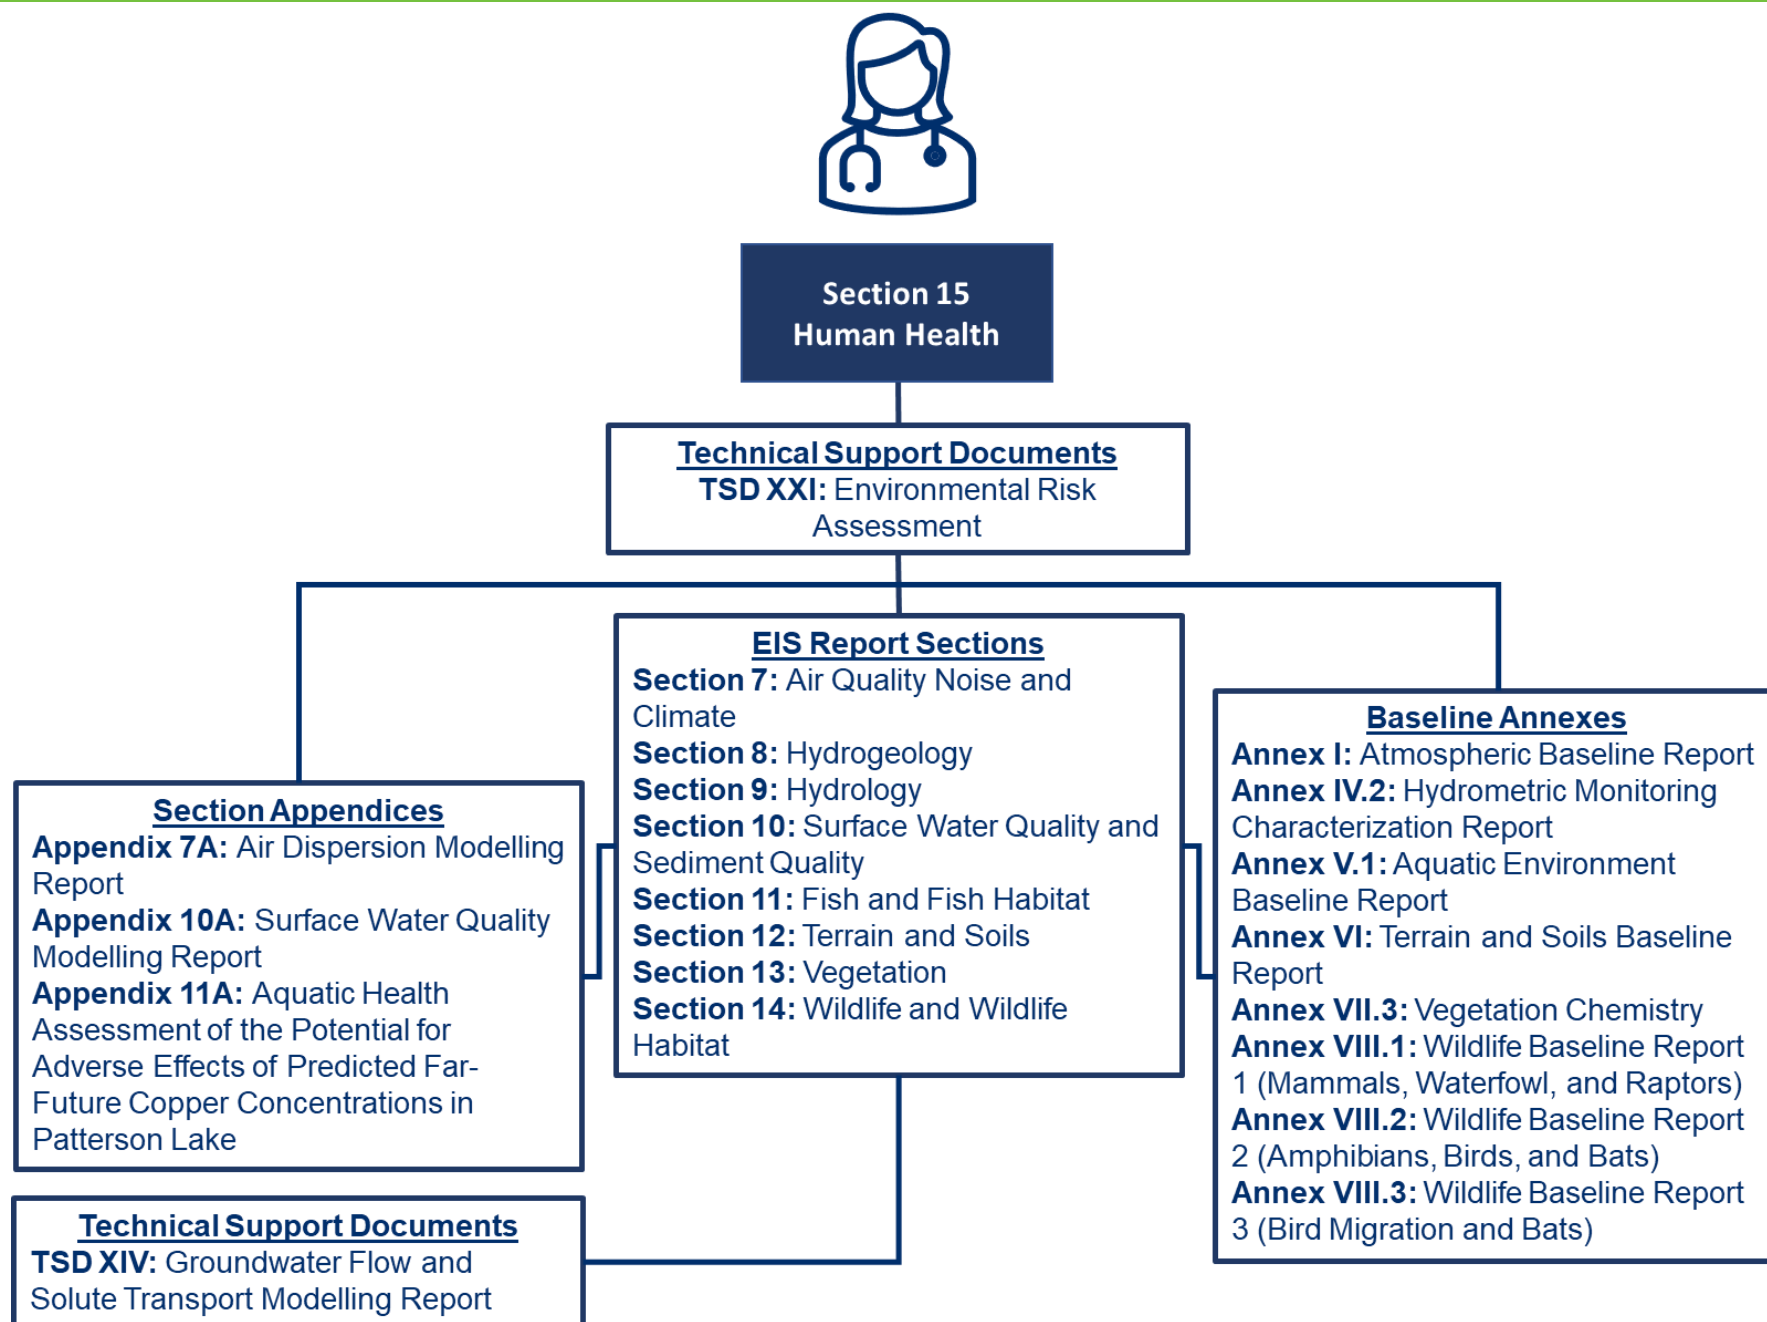 Section 15
Human Health
Technical Support Documents
TSD XXI: Environmental Risk
Assessment
EIS Report Sections
Section 7: Air Quality Noise and
Climate
Section 8: Hydrogeology
Section 9: Hydrology
Section 10: Surface Water Quality and
Sediment Quality
Section 11: Fish and Fish Habitat
Section 12: Terrain and Soils
Section 13: Vegetation
Section 14: Wildlife and Wildlife
Habitat
Section Appendices
Appendix 7A: Air Dispersion Modelling
Report
Appendix 10A: Surface Water Quality
Modelling Report
Appendix 11A: Aquatic Health
Assessment of the Potential for
Adverse Effects of Predicted Far-
Future Copper Concentrations in
Patterson Lake
Technical Support Documents
TSD XIV: Groundwater Flow and
Solute Transport Modelling Report
Baseline Annexes
Annex I: Atmospheric Baseline Report
Annex IV.2: Hydrometric Monitoring
Characterization Report
Annex V.1: Aquatic Environment
Baseline Report
Annex VI: Terrain and Soils Baseline
Report
Annex VII.3: Vegetation Chemistry
Annex VIII.1: Wildlife Baseline Report
1 (Mammals, Waterfowl, and Raptors)
Annex VIII.2: Wildlife Baseline Report
2 (Amphibians, Birds, and Bats)
Annex VIII.3: Wildlife Baseline Report
3 (Bird Migration and Bats)